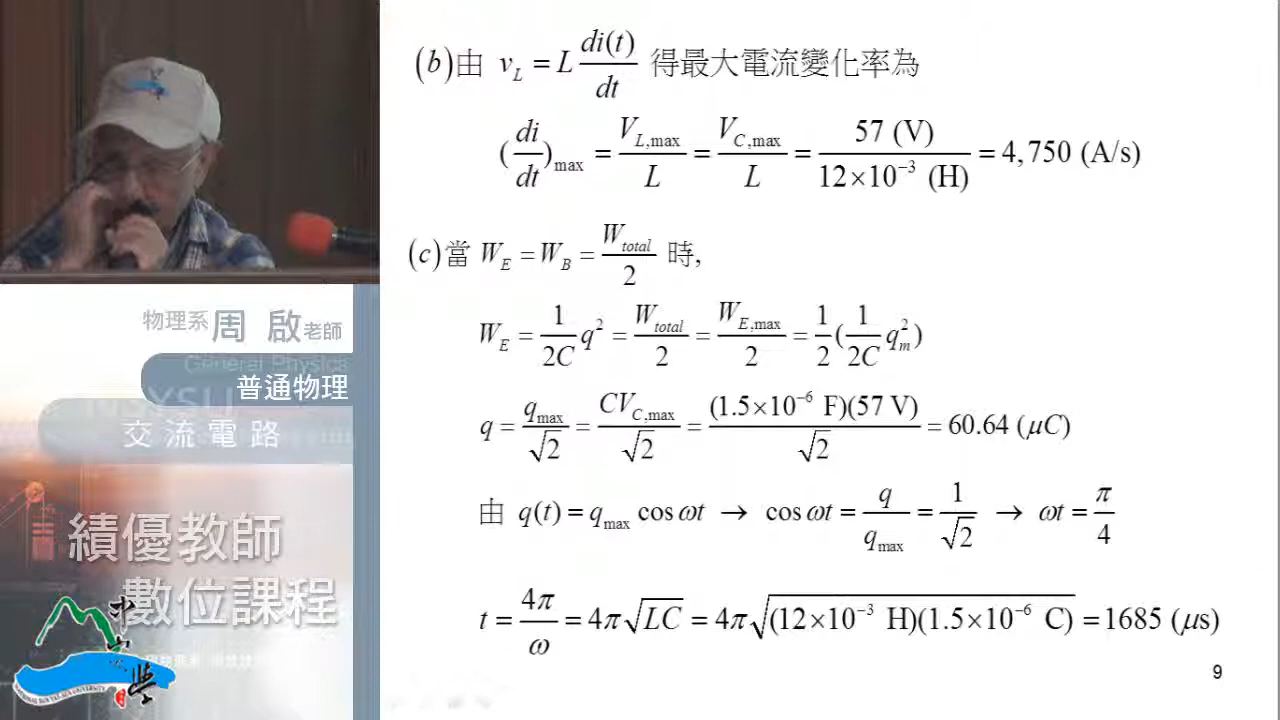 (b)由 v_L = L di(t)/dt 得最大電流變化率為
(di/dt)_max = V_L,max/L = V_C,max/L = 57 (V)/12×10⁻³ (H) = 4,750 (A/s)
(c)當 W_E = W_B = W_total/2 時,
W_E = 1/2C q² = W_total/2 = W_E,max/2 = 1/2(1/2C q_m²)
q = q_max/√2 = CV_C,max/√2 = (1.5×10⁻⁶ F)(57 V)/√2 = 60.64 (μC)
由 q(t) = q_max cos ωt → cos ωt = q/q_max = 1/√2 → ωt = π/4
t = 4π/ω = 4π√LC = 4π√(12×10⁻³ H)(1.5×10⁻⁶ C) = 1685 (μs)
9
物理系 周 啟 老師
General Physics
普通物理
交流電路
績優教師
數位課程